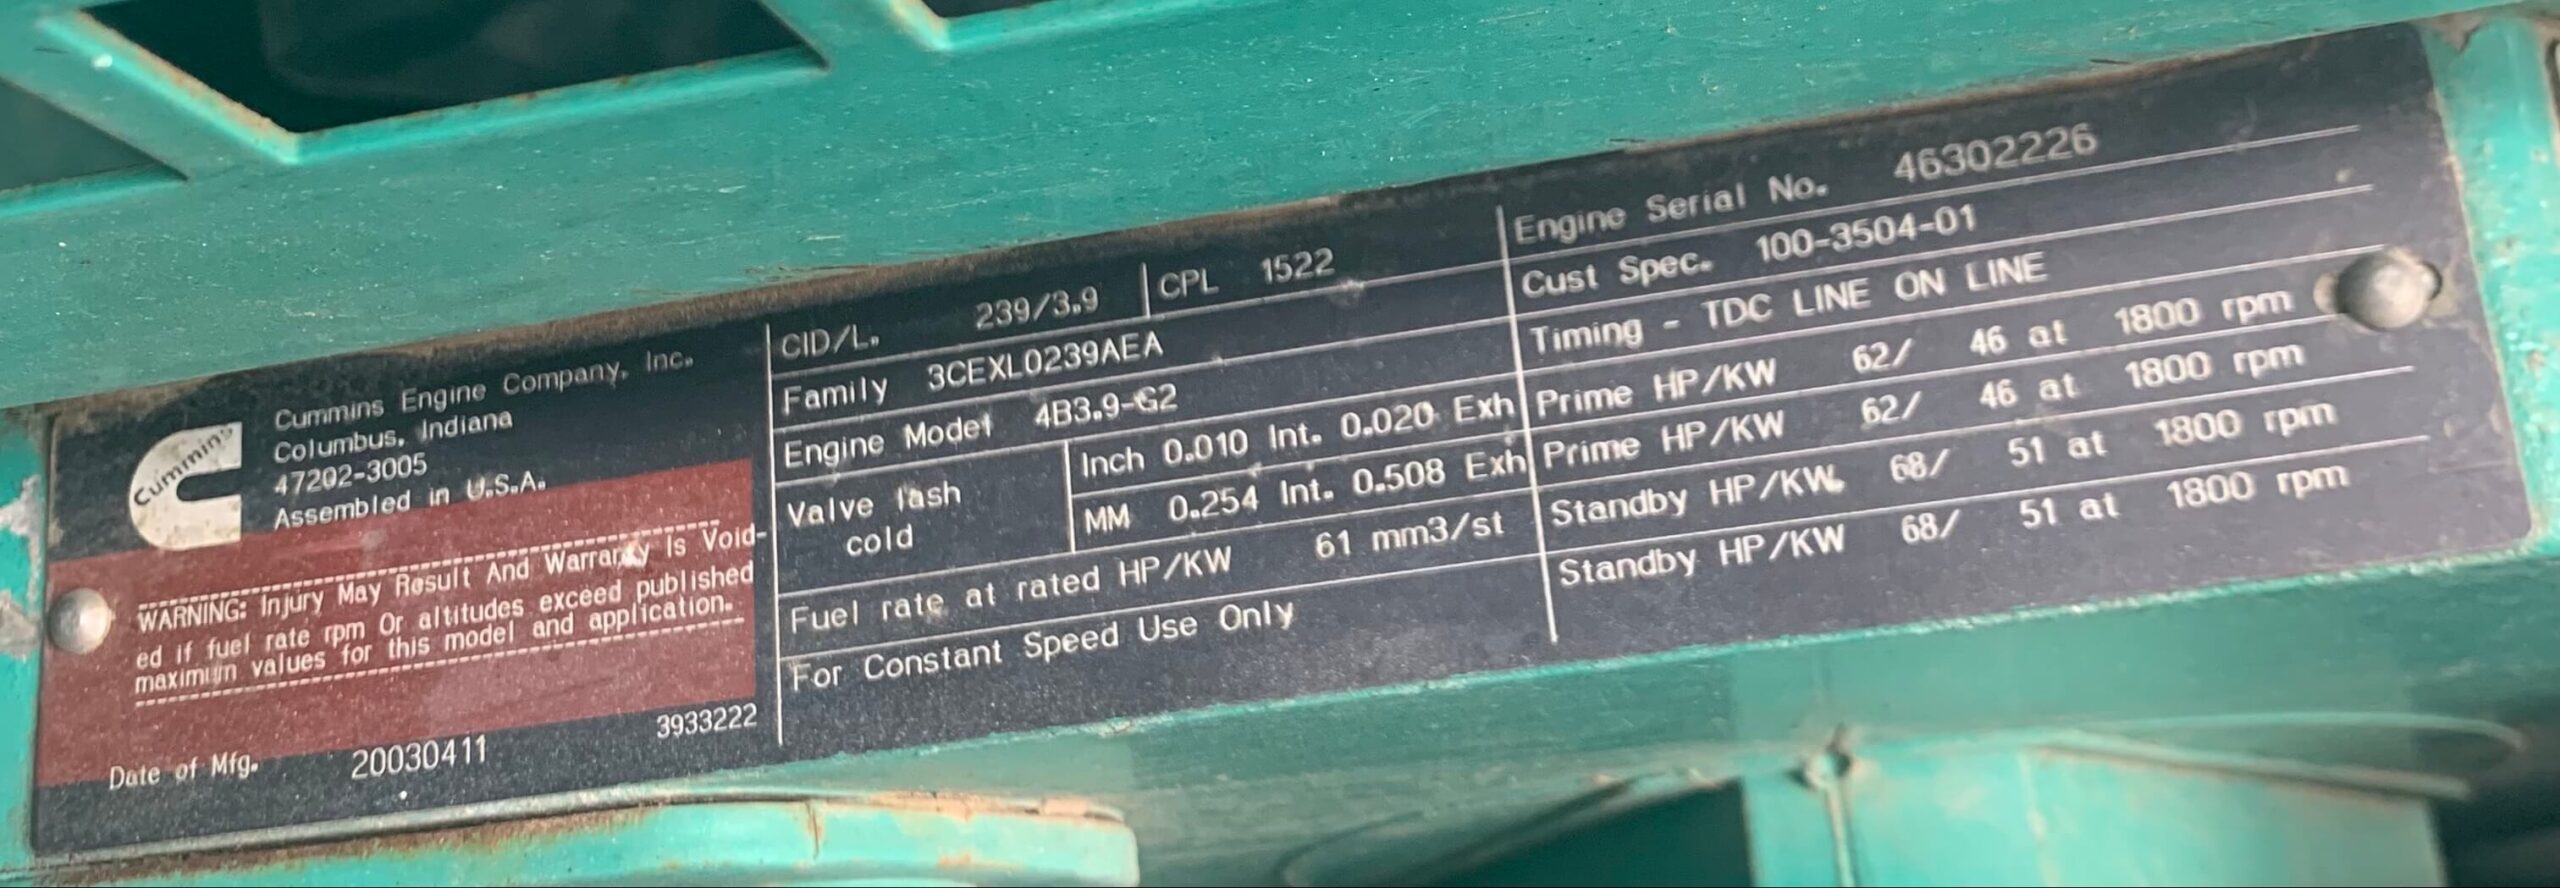 Cummins
Cummins Engine Company, Inc.
Columbus, Indiana
47202-3005
Assembled in U.S.A.
WARNING: Injury May Result And Warranty Is Void-
ed if fuel rate rpm Or altitudes exceed published
maximum values for this model and application.
3933222
Date of Mfg. 20030411
CID/L. 239/3.9 CPL 1522
Family 3CEXL0239AEA
Engine Model 4B3.9-G2
Valve lash
cold
Inch 0.010 Int. 0.020 Exh
MM 0.254 Int. 0.508 Exh
Fuel rate at rated HP/KW 61 mm3/st
For Constant Speed Use Only
Engine Serial No. 46302226
Cust Spec. 100-3504-01
Timing - TDC LINE ON LINE
Prime HP/KW 62/ 46 at 1800 rpm
Prime HP/KW 62/ 46 at 1800 rpm
Standby HP/KW 68/ 51 at 1800 rpm
Standby HP/KW 68/ 51 at 1800 rpm